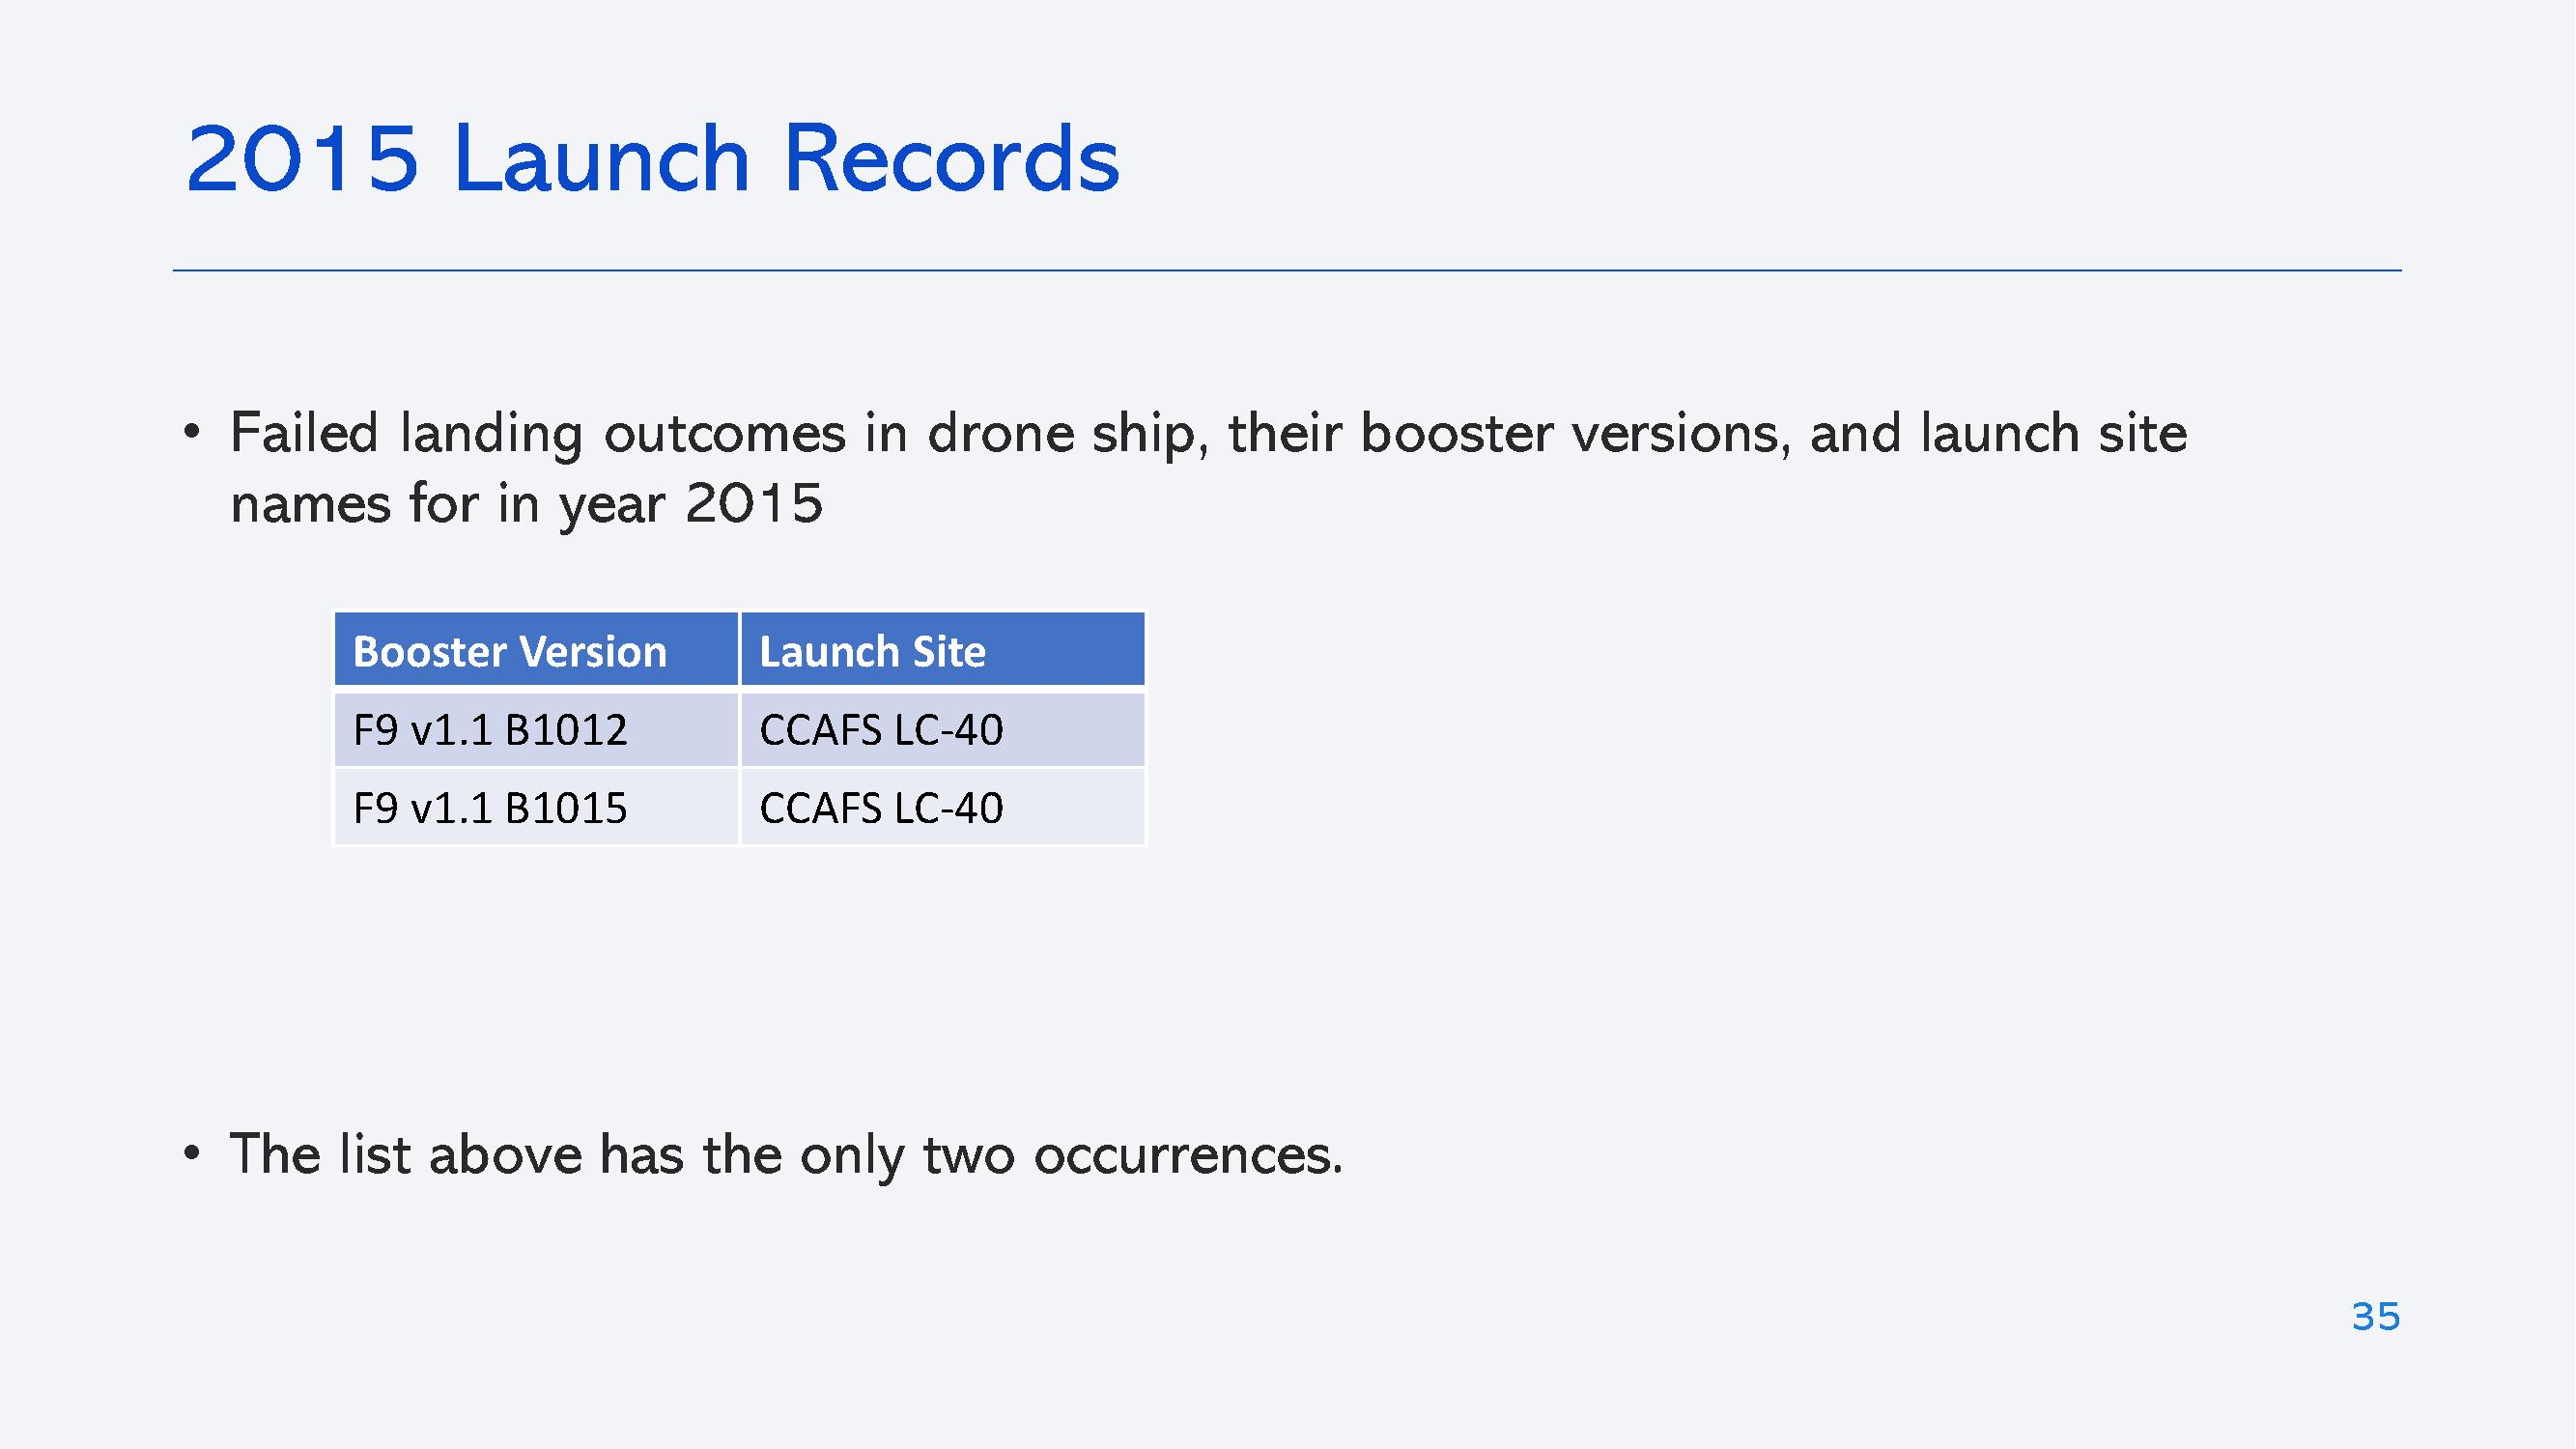 2015 Launch Records
• Failed landing outcomes in drone ship, their booster versions, and launch site
names for in year 2015
Booster Version Launch Site
F9 v1.1 B1012 CCAFS LC-40
F9 v1.1 B1015 CCAFS LC-40
• The list above has the only two occurrences.
35